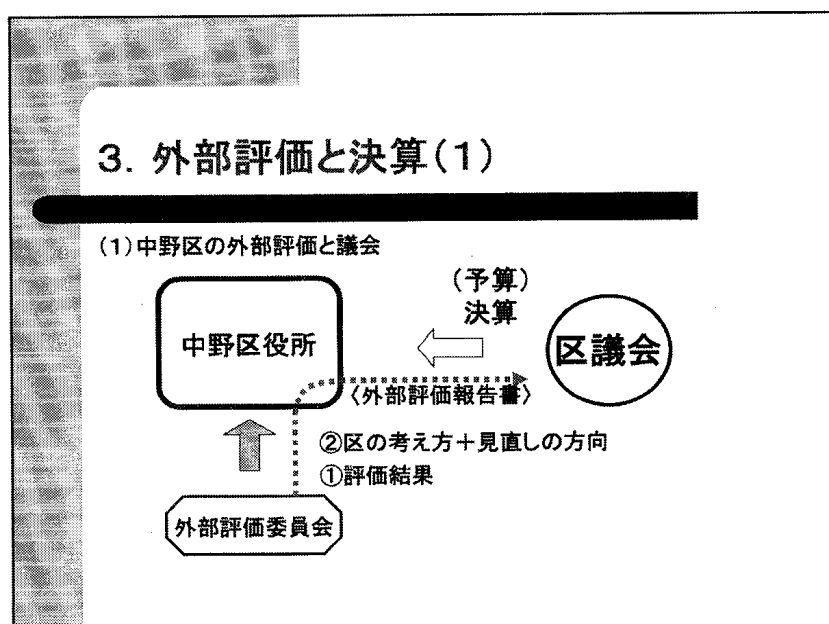 3. 外部評価と決算(1)
(1)中野区の外部評価と議会
中野区役所
(予算)
決算
区議会
〈外部評価報告書〉
②区の考え方+見直しの方向
①評価結果
外部評価委員会